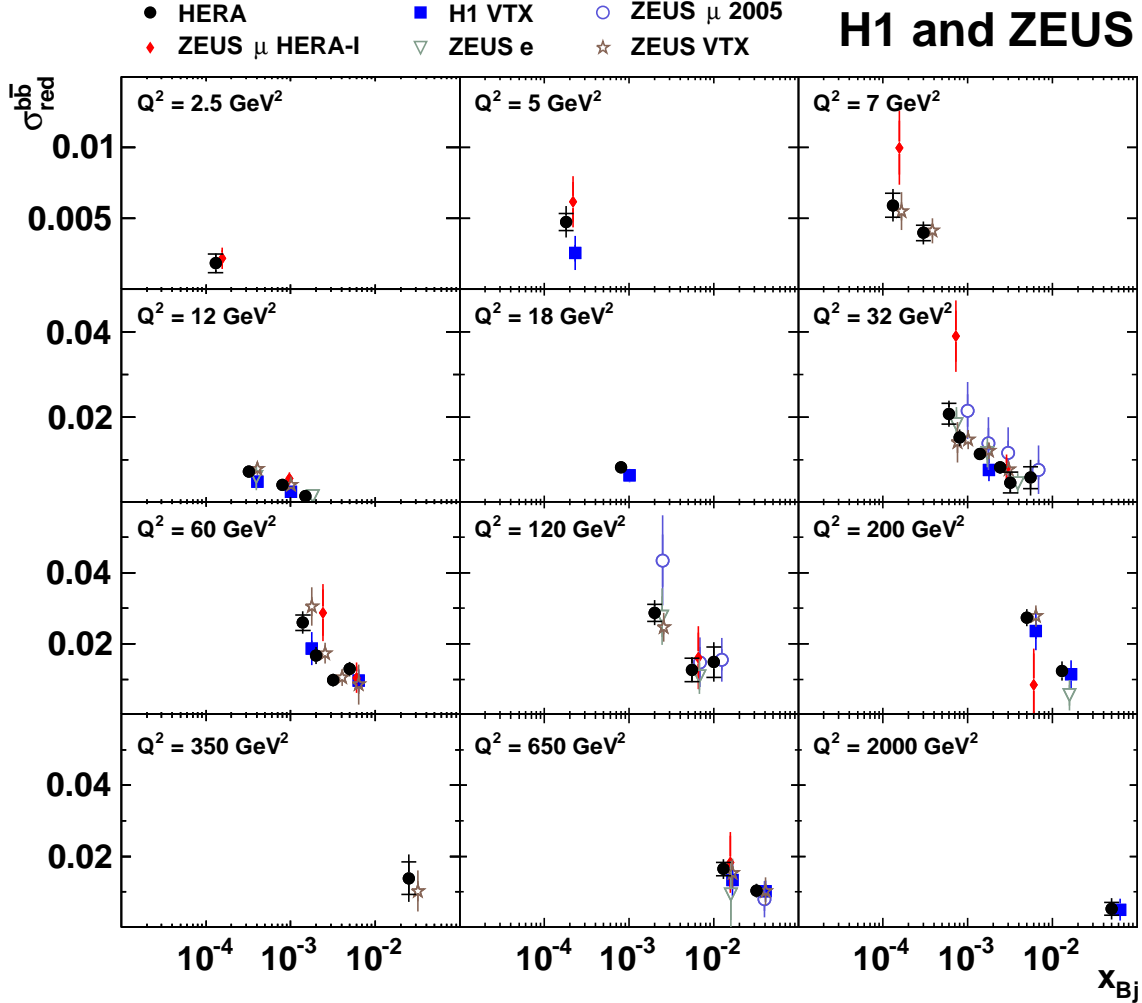 HERA H1 VTX ZEUS μ 2005
ZEUS μ HERA-I ZEUS e ZEUS VTX
H1 and ZEUS
σ_red^{bb̄}
Q² = 2.5 GeV² Q² = 5 GeV² Q² = 7 GeV²
0.01
0.005
Q² = 12 GeV² Q² = 18 GeV² Q² = 32 GeV²
0.04
0.02
Q² = 60 GeV² Q² = 120 GeV² Q² = 200 GeV²
0.04
0.02
Q² = 350 GeV² Q² = 650 GeV² Q² = 2000 GeV²
0.04
0.02
10⁻⁴ 10⁻³ 10⁻² 10⁻⁴ 10⁻³ 10⁻² 10⁻⁴ 10⁻³ 10⁻²
x_Bj